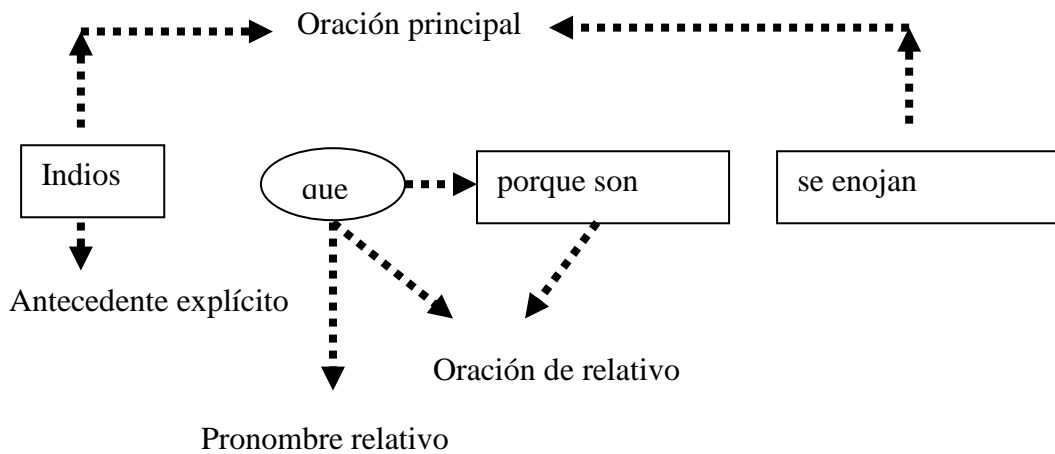 Oración principal
Indios
que
porque son
se enojan
Antecedente explícito
Oración de relativo
Pronombre relativo